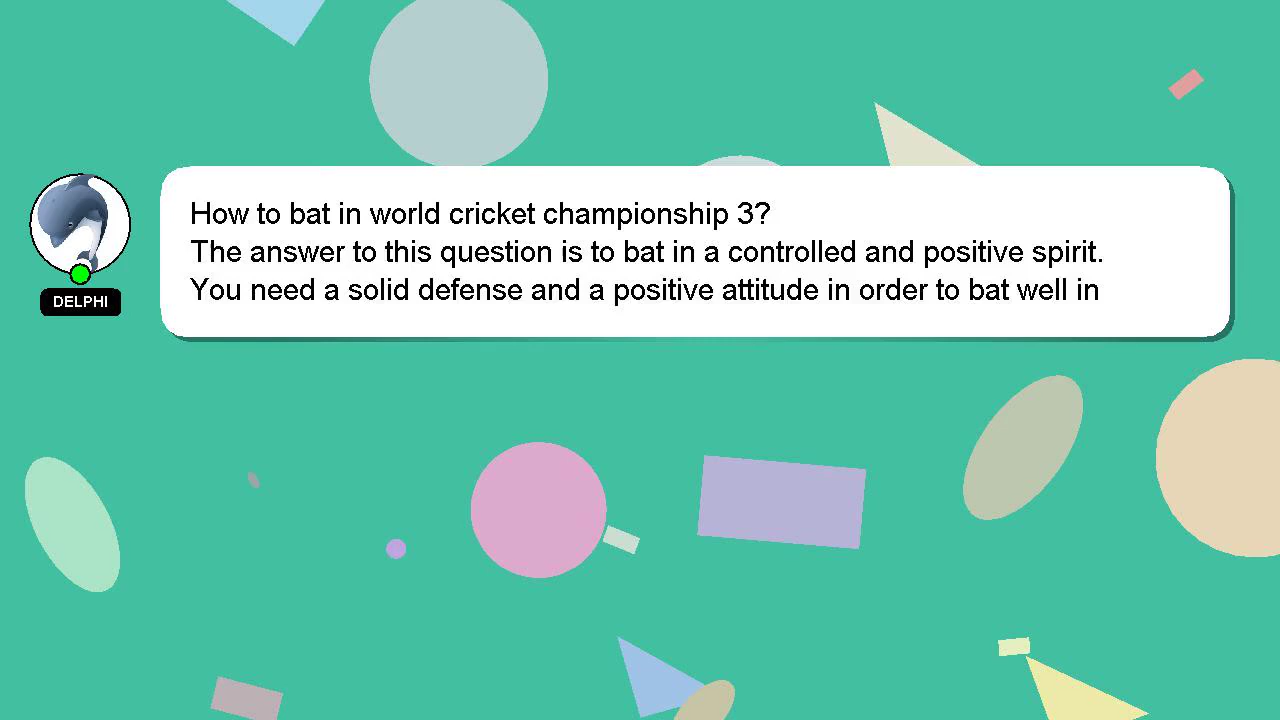 How to bat in world cricket championship 3?
The answer to this question is to bat in a controlled and positive spirit.
You need a solid defense and a positive attitude in order to bat well in
DELPHI